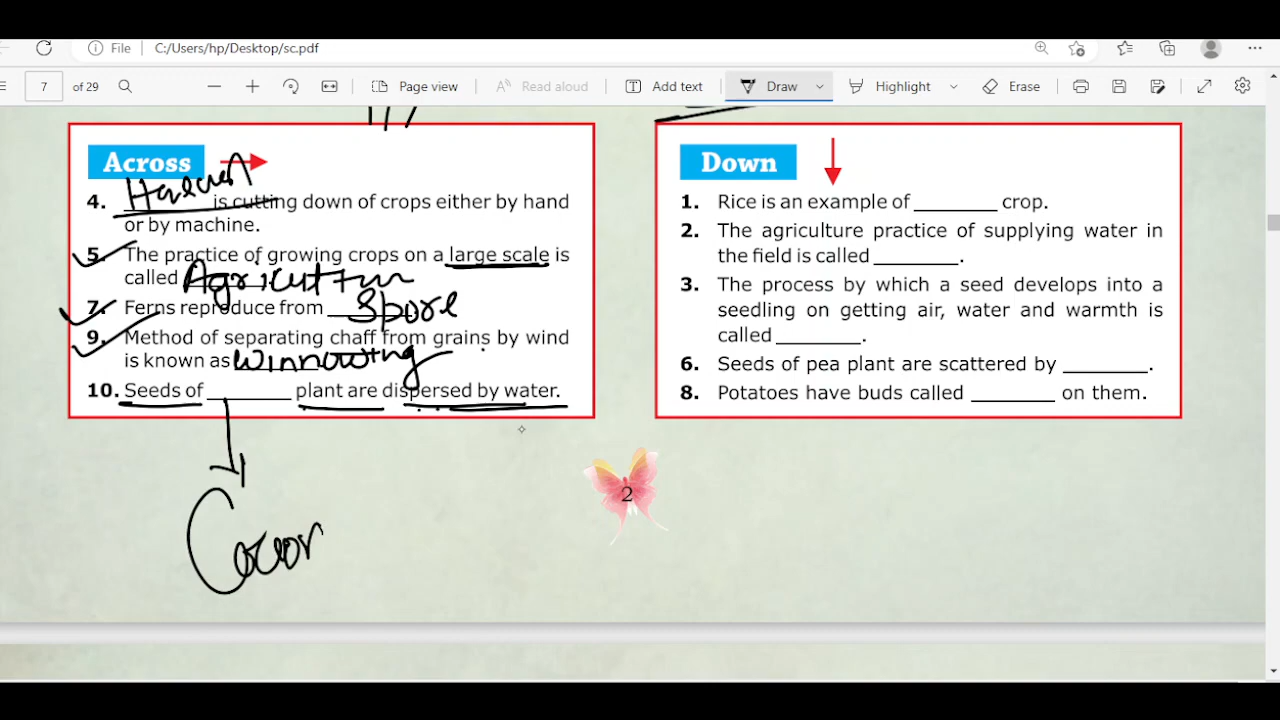 File C:/Users/hp/Desktop/sc.pdf
7 of 29 Page view Read aloud Add text Draw Highlight Erase
Across
4. ________ is cutting down of crops either by hand
or by machine.
5. The practice of growing crops on a large scale is
called
7. Ferns reproduce from Spore
9. Method of separating chaff from grains by wind
is known as Winnowing
10. Seeds of ________ plant are dispersed by water.
Down
1. Rice is an example of ________ crop.
2. The agriculture practice of supplying water in
the field is called ________.
3. The process by which a seed develops into a
seedling on getting air, water and warmth is
called ________.
6. Seeds of pea plant are scattered by ________.
8. Potatoes have buds called ________ on them.
2